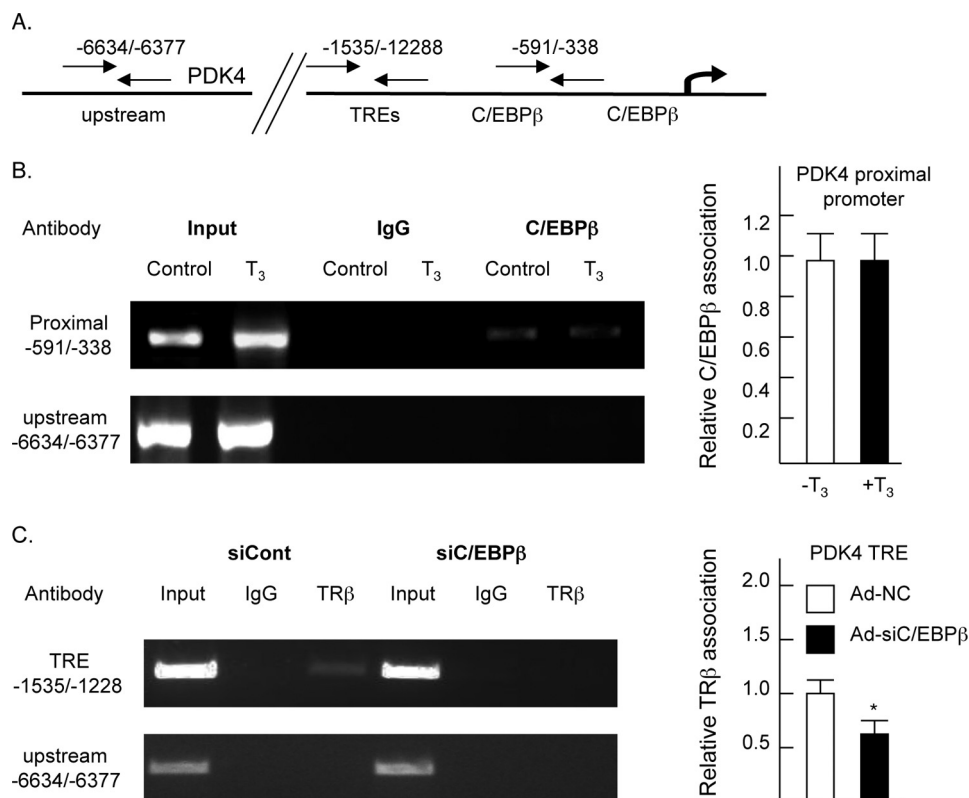 A.
-6634/-6377 -1535/-12288 -591/-338
PDK4
upstream TREs C/EBPβ C/EBPβ
B.
Antibody Input IgG C/EBPβ
Control T3 Control T3 Control T3
Proximal
-591/-338
upstream
-6634/-6377
PDK4 proximal
promoter
Relative C/EBPβ association
1.2
1.0
0.8
0.6
0.4
0.2
-T3 +T3
C.
siCont siC/EBPβ
Antibody Input IgG TRβ Input IgG TRβ
TRE
-1535/-1228
upstream
-6634/-6377
PDK4 TRE
Relative TRβ association
2.0
1.5
1.0
0.5
Ad-NC
Ad-siC/EBPβ
*